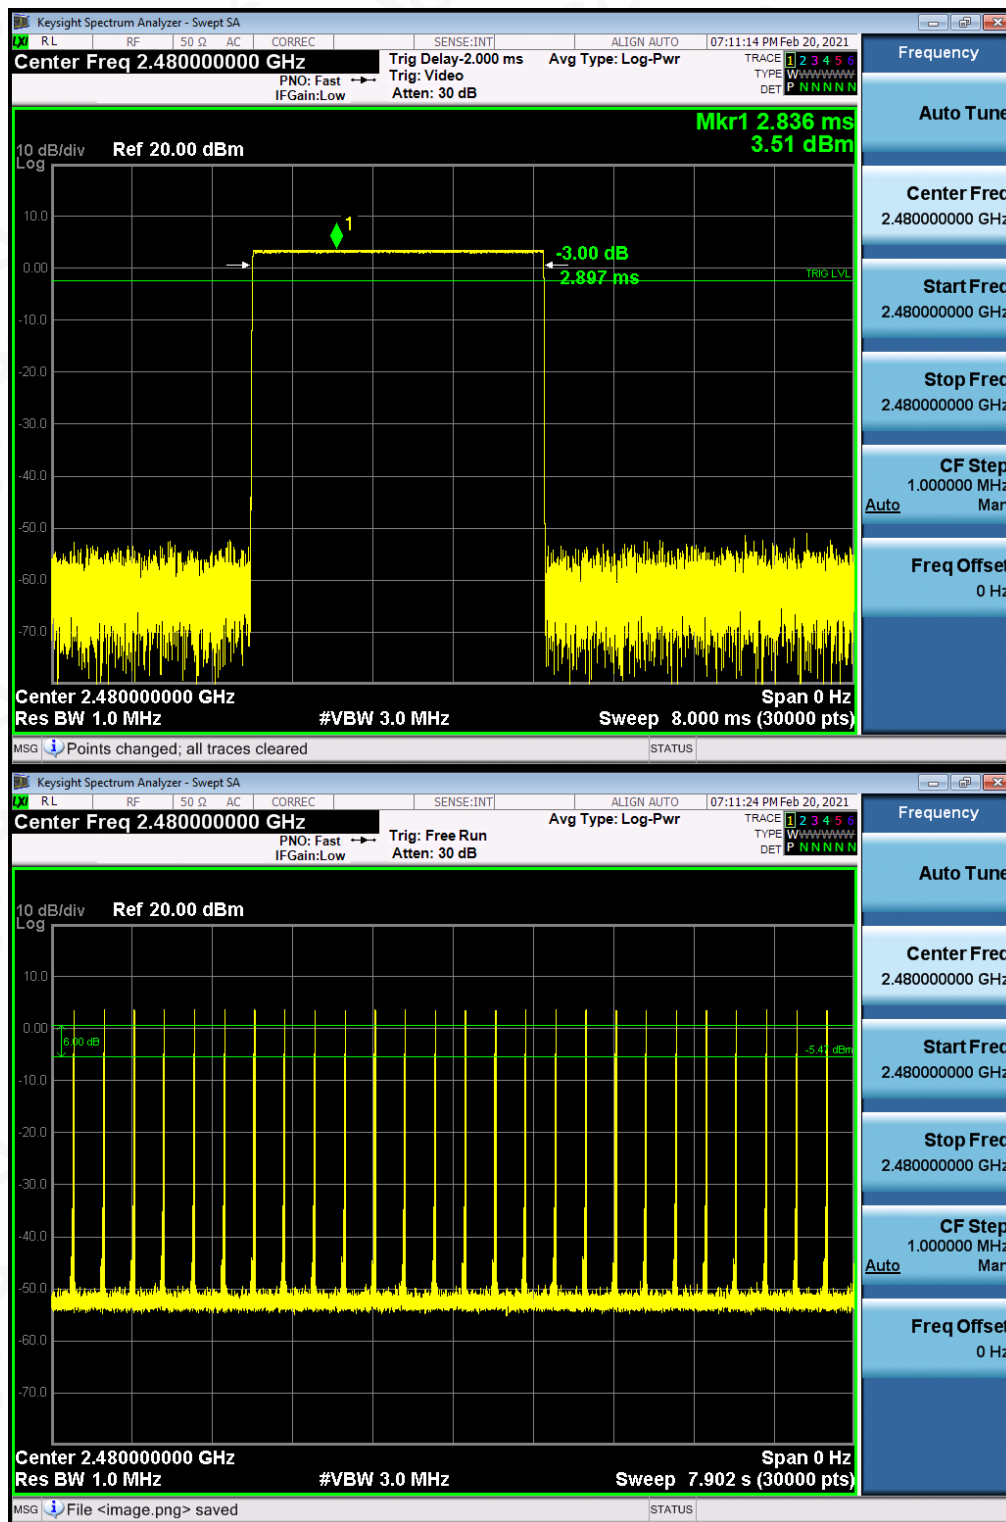 Keysight Spectrum Analyzer - Swept SA
LXI RL RF 50 Ω AC CORREC SENSE:INT ALIGN AUTO 07:11:14 PM Feb 20, 2021
Center Freq 2.480000000 GHz
PNO: Fast
IFGain:Low
Trig Delay-2.000 ms
Trig: Video
Atten: 30 dB
Avg Type: Log-Pwr
TRACE 1 2 3 4 5 6
TYPE WWWWWWW
DET P N N N N N
Mkr1 2.836 ms
3.51 dBm
10 dB/div Ref 20.00 dBm
Log
10.0
1
-3.00 dB
0.00
2.897 ms
TRIG LVL
-10.0
-20.0
-30.0
-40.0
-50.0
-60.0
-70.0
Center 2.480000000 GHz Span 0 Hz
Res BW 1.0 MHz #VBW 3.0 MHz Sweep 8.000 ms (30000 pts)
MSG Points changed; all traces cleared STATUS
Frequency
Auto Tune
Center Freq
2.480000000 GHz
Start Freq
2.480000000 GHz
Stop Freq
2.480000000 GHz
CF Step
1.000000 MHz
Auto Man
Freq Offset
0 Hz
Keysight Spectrum Analyzer - Swept SA
LXI RL RF 50 Ω AC CORREC SENSE:INT ALIGN AUTO 07:11:24 PM Feb 20, 2021
Center Freq 2.480000000 GHz
PNO: Fast
IFGain:Low
Trig: Free Run
Atten: 30 dB
Avg Type: Log-Pwr
TRACE 1 2 3 4 5 6
TYPE WWWWWWW
DET P N N N N N
10 dB/div Ref 20.00 dBm
Log
10.0
0.00
6.00 dB
-5.47 dBm
-10.0
-20.0
-30.0
-40.0
-50.0
-60.0
-70.0
Center 2.480000000 GHz Span 0 Hz
Res BW 1.0 MHz #VBW 3.0 MHz Sweep 7.902 s (30000 pts)
MSG File <image.png> saved STATUS
Frequency
Auto Tune
Center Freq
2.480000000 GHz
Start Freq
2.480000000 GHz
Stop Freq
2.480000000 GHz
CF Step
1.000000 MHz
Auto Man
Freq Offset
0 Hz